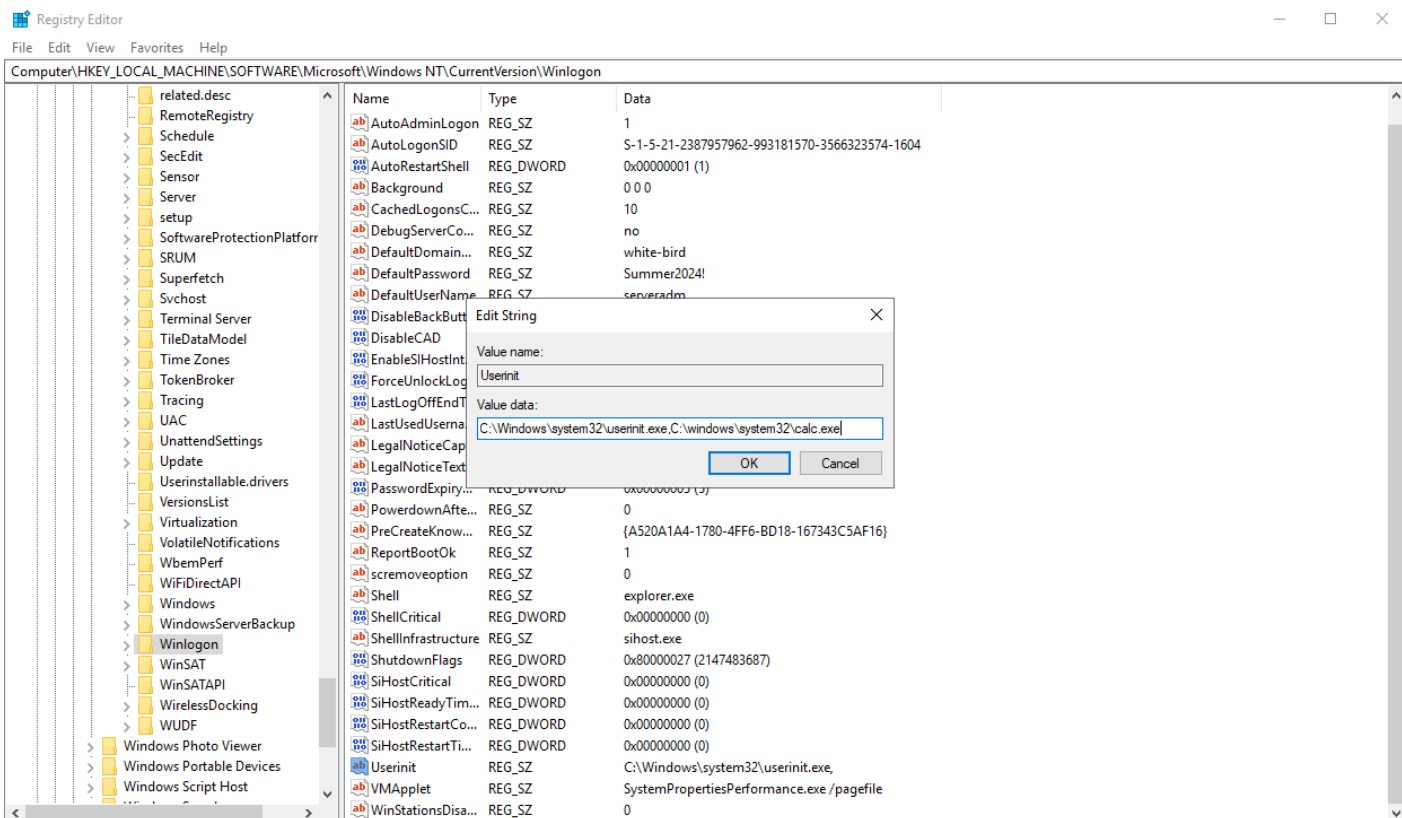 Registry Editor
File Edit View Favorites Help
Computer\HKEY_LOCAL_MACHINE\SOFTWARE\Microsoft\Windows NT\CurrentVersion\Winlogon
related.desc
RemoteRegistry
Schedule
SecEdit
Sensor
Server
setup
SoftwareProtectionPlatforr
SRUM
Superfetch
Svchost
Terminal Server
TileDataModel
Time Zones
TokenBroker
Tracing
UAC
UnattendSettings
Update
Userinstallable.drivers
VersionsList
Virtualization
VolatileNotifications
WbemPerf
WiFiDirectAPI
Windows
WindowsServerBackup
Winlogon
WinSAT
WinSATAPI
WirelessDocking
WUDF
Windows Photo Viewer
Windows Portable Devices
Windows Script Host
Name Type Data
AutoAdminLogon REG_SZ 1
AutoLogonSID REG_SZ S-1-5-21-2387957962-993181570-3566323574-1604
AutoRestartShell REG_DWORD 0x00000001 (1)
Background REG_SZ 0 0 0
CachedLogonsC... REG_SZ 10
DebugServerCo... REG_SZ no
DefaultDomain... REG_SZ white-bird
DefaultPassword REG_SZ Summer2024!
DefaultUserName REG_SZ serveradm
DisableBackButt
DisableCAD
EnableSIHostInt
ForceUnlockLog
LastLogOffEndT
LastUsedUserna
LegalNoticeCap
LegalNoticeText
PasswordExpiry... REG_DWORD 0x00000005 (5)
PowerdownAfte... REG_SZ 0
PreCreateKnow... REG_SZ {A520A1A4-1780-4FF6-BD18-167343C5AF16}
ReportBootOk REG_SZ 1
scremoveoption REG_SZ 0
Shell REG_SZ explorer.exe
ShellCritical REG_DWORD 0x00000000 (0)
ShellInfrastructure REG_SZ sihost.exe
ShutdownFlags REG_DWORD 0x80000027 (2147483687)
SiHostCritical REG_DWORD 0x00000000 (0)
SiHostReadyTim... REG_DWORD 0x00000000 (0)
SiHostRestartCo... REG_DWORD 0x00000000 (0)
SiHostRestartTi... REG_DWORD 0x00000000 (0)
Userinit REG_SZ C:\Windows\system32\userinit.exe,
VMApplet REG_SZ SystemPropertiesPerformance.exe /pagefile
WinStationsDisa... REG_SZ 0
Edit String
Value name:
Userinit
Value data:
C:\Windows\system32\userinit.exe,C:\windows\system32\calc.exe
OK Cancel